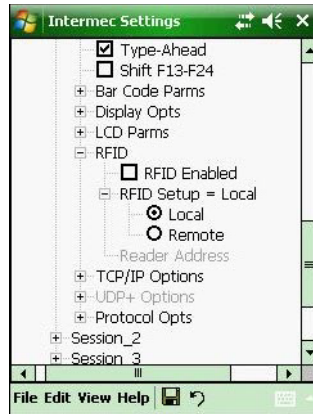 Intermec Settings
Type-Ahead
Shift F13-F24
Bar Code Parms
Display Opts
LCD Parms
RFID
RFID Enabled
RFID Setup = Local
Local
Remote
Reader Address
TCP/IP Options
UDP+ Options
Protocol Opts
Session_2
Session_3
File Edit View Help